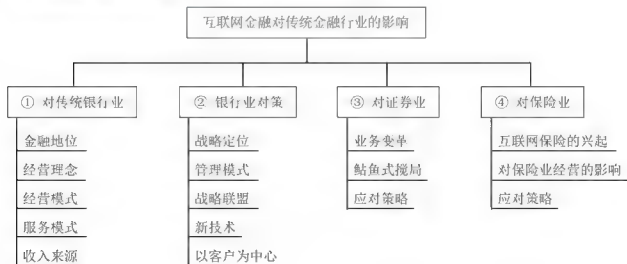 互联网金融对传统金融行业的影响
① 对传统银行业
金融地位
经营理念
经营模式
服务模式
收入来源
② 银行业对策
战略定位
管理模式
战略联盟
新技术
以客户为中心
③ 对证券业
业务变革
鲇鱼式搅局
应对策略
④ 对保险业
互联网保险的兴起
对保险业经营的影响
应对策略